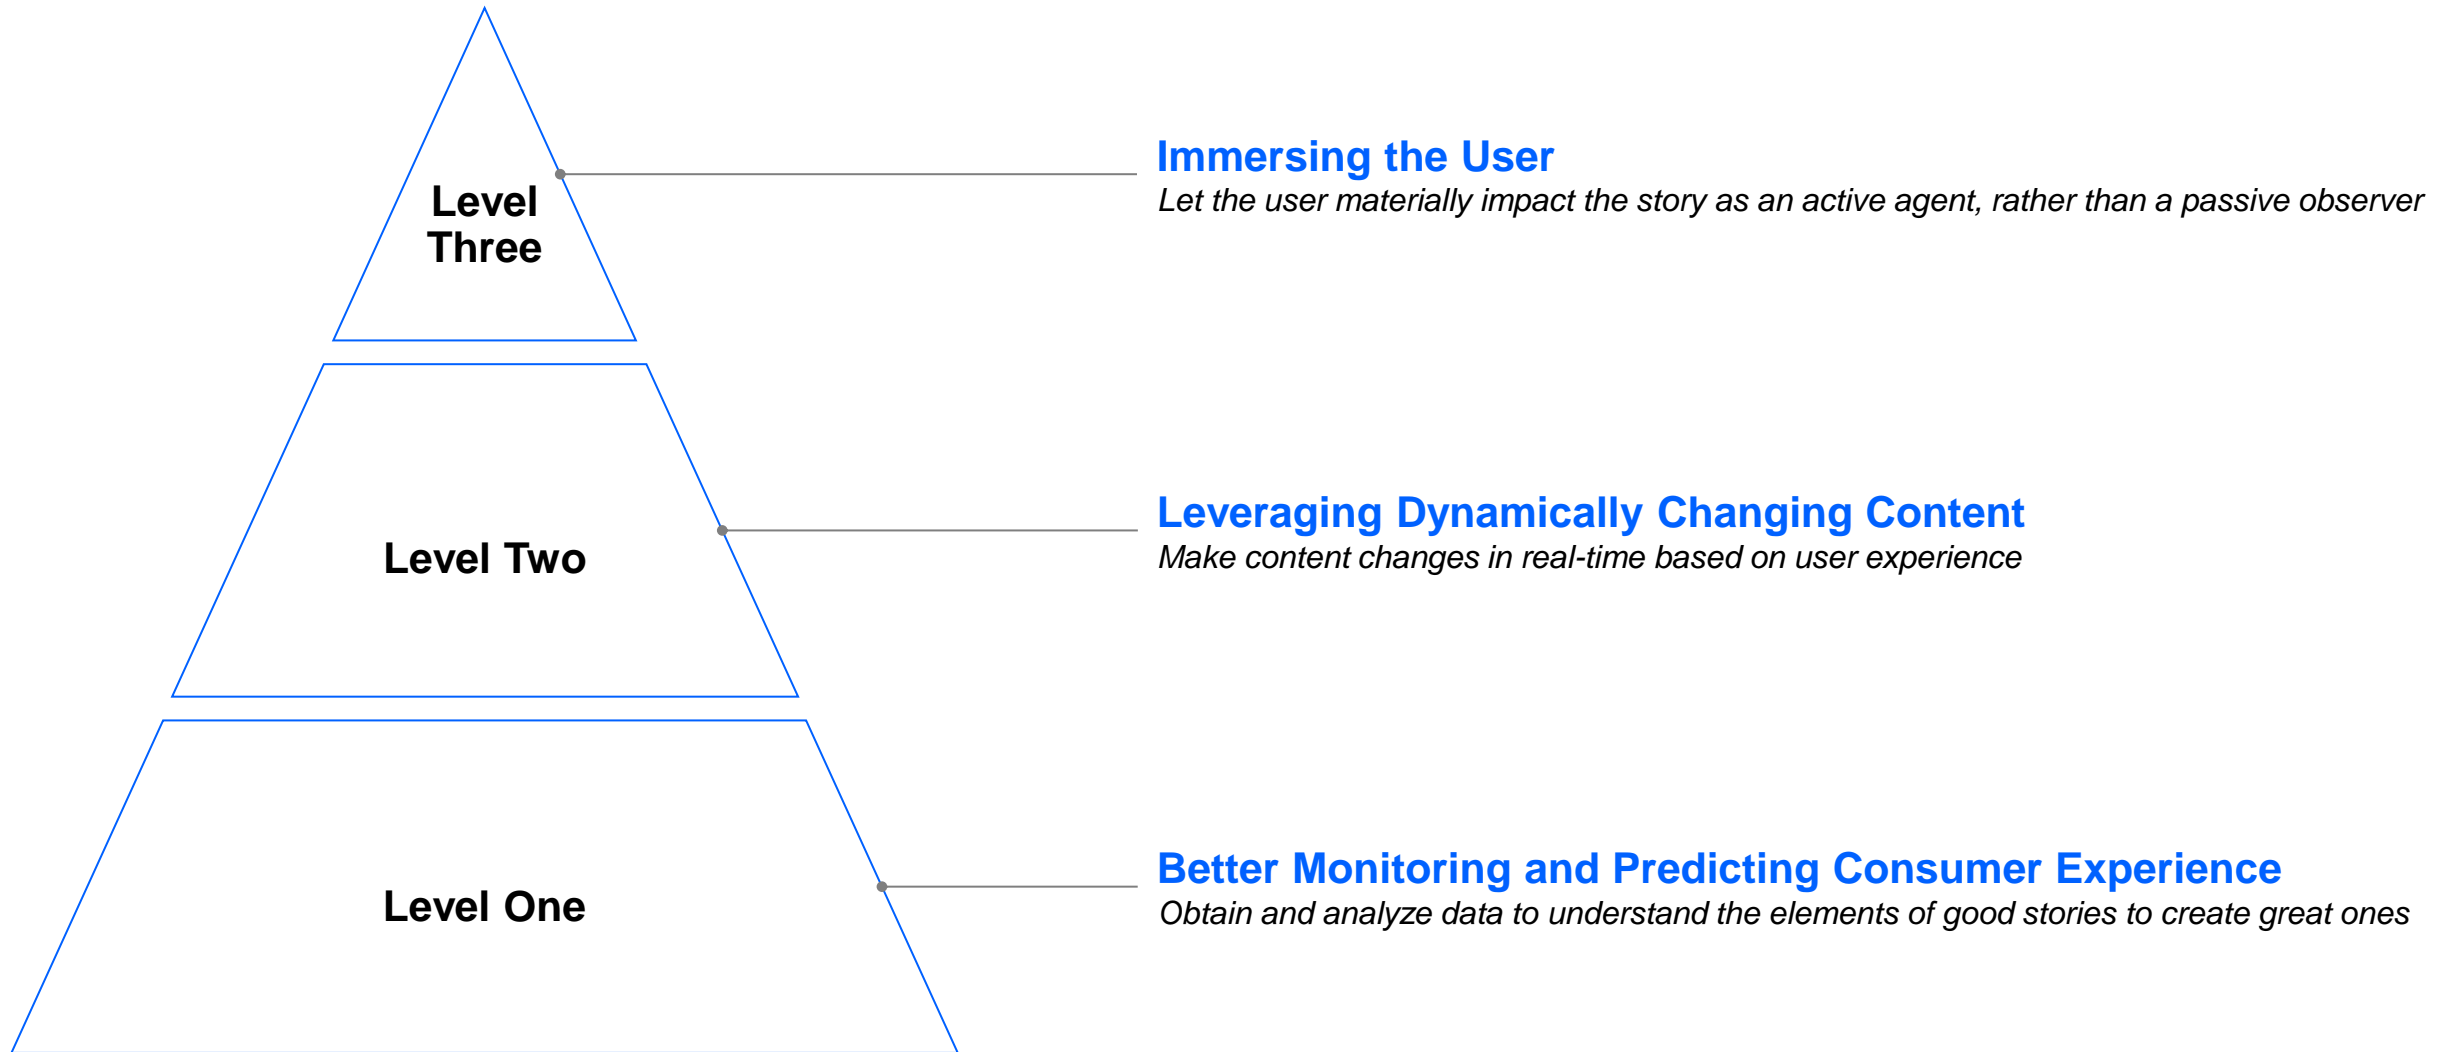 Immersing the User
Let the user materially impact the story as an active agent, rather than a passive observer
Level
Three
Leveraging Dynamically Changing Content
Make content changes in real-time based on user experience
Level Two
Better Monitoring and Predicting Consumer Experience
Obtain and analyze data to understand the elements of good stories to create great ones
Level One